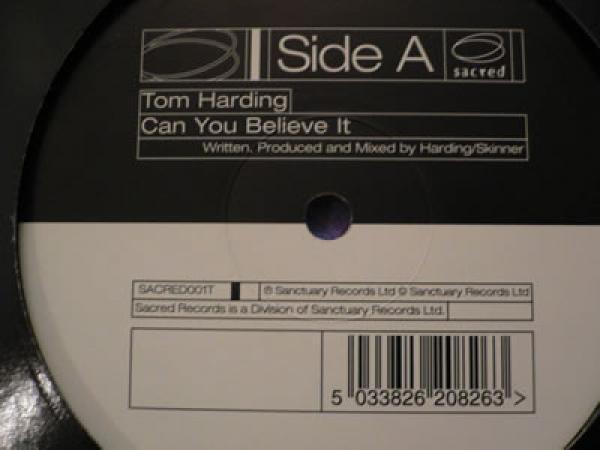 Side A
sacred
Tom Harding
Can You Believe It
Written, Produced and Mixed by Harding/Skinner
SACRED001T
℗ Sanctuary Records Ltd © Sanctuary Records Ltd
Sacred Records is a Division of Sanctuary Records Ltd.
5 033826 208263 >